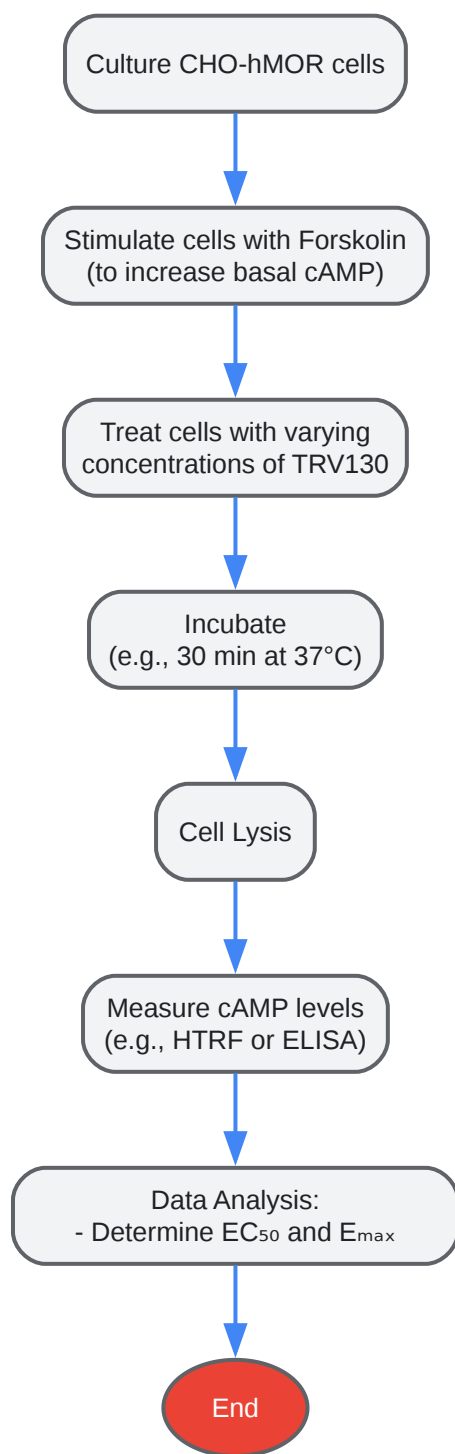 Culture CHO-hMOR cells
Stimulate cells with Forskolin
(to increase basal cAMP)
Treat cells with varying
concentrations of TRV130
Incubate
(e.g., 30 min at 37°C)
Cell Lysis
Measure cAMP levels
(e.g., HTRF or ELISA)
Data Analysis:
- Determine EC₅₀ and Eₘₐₓ
End